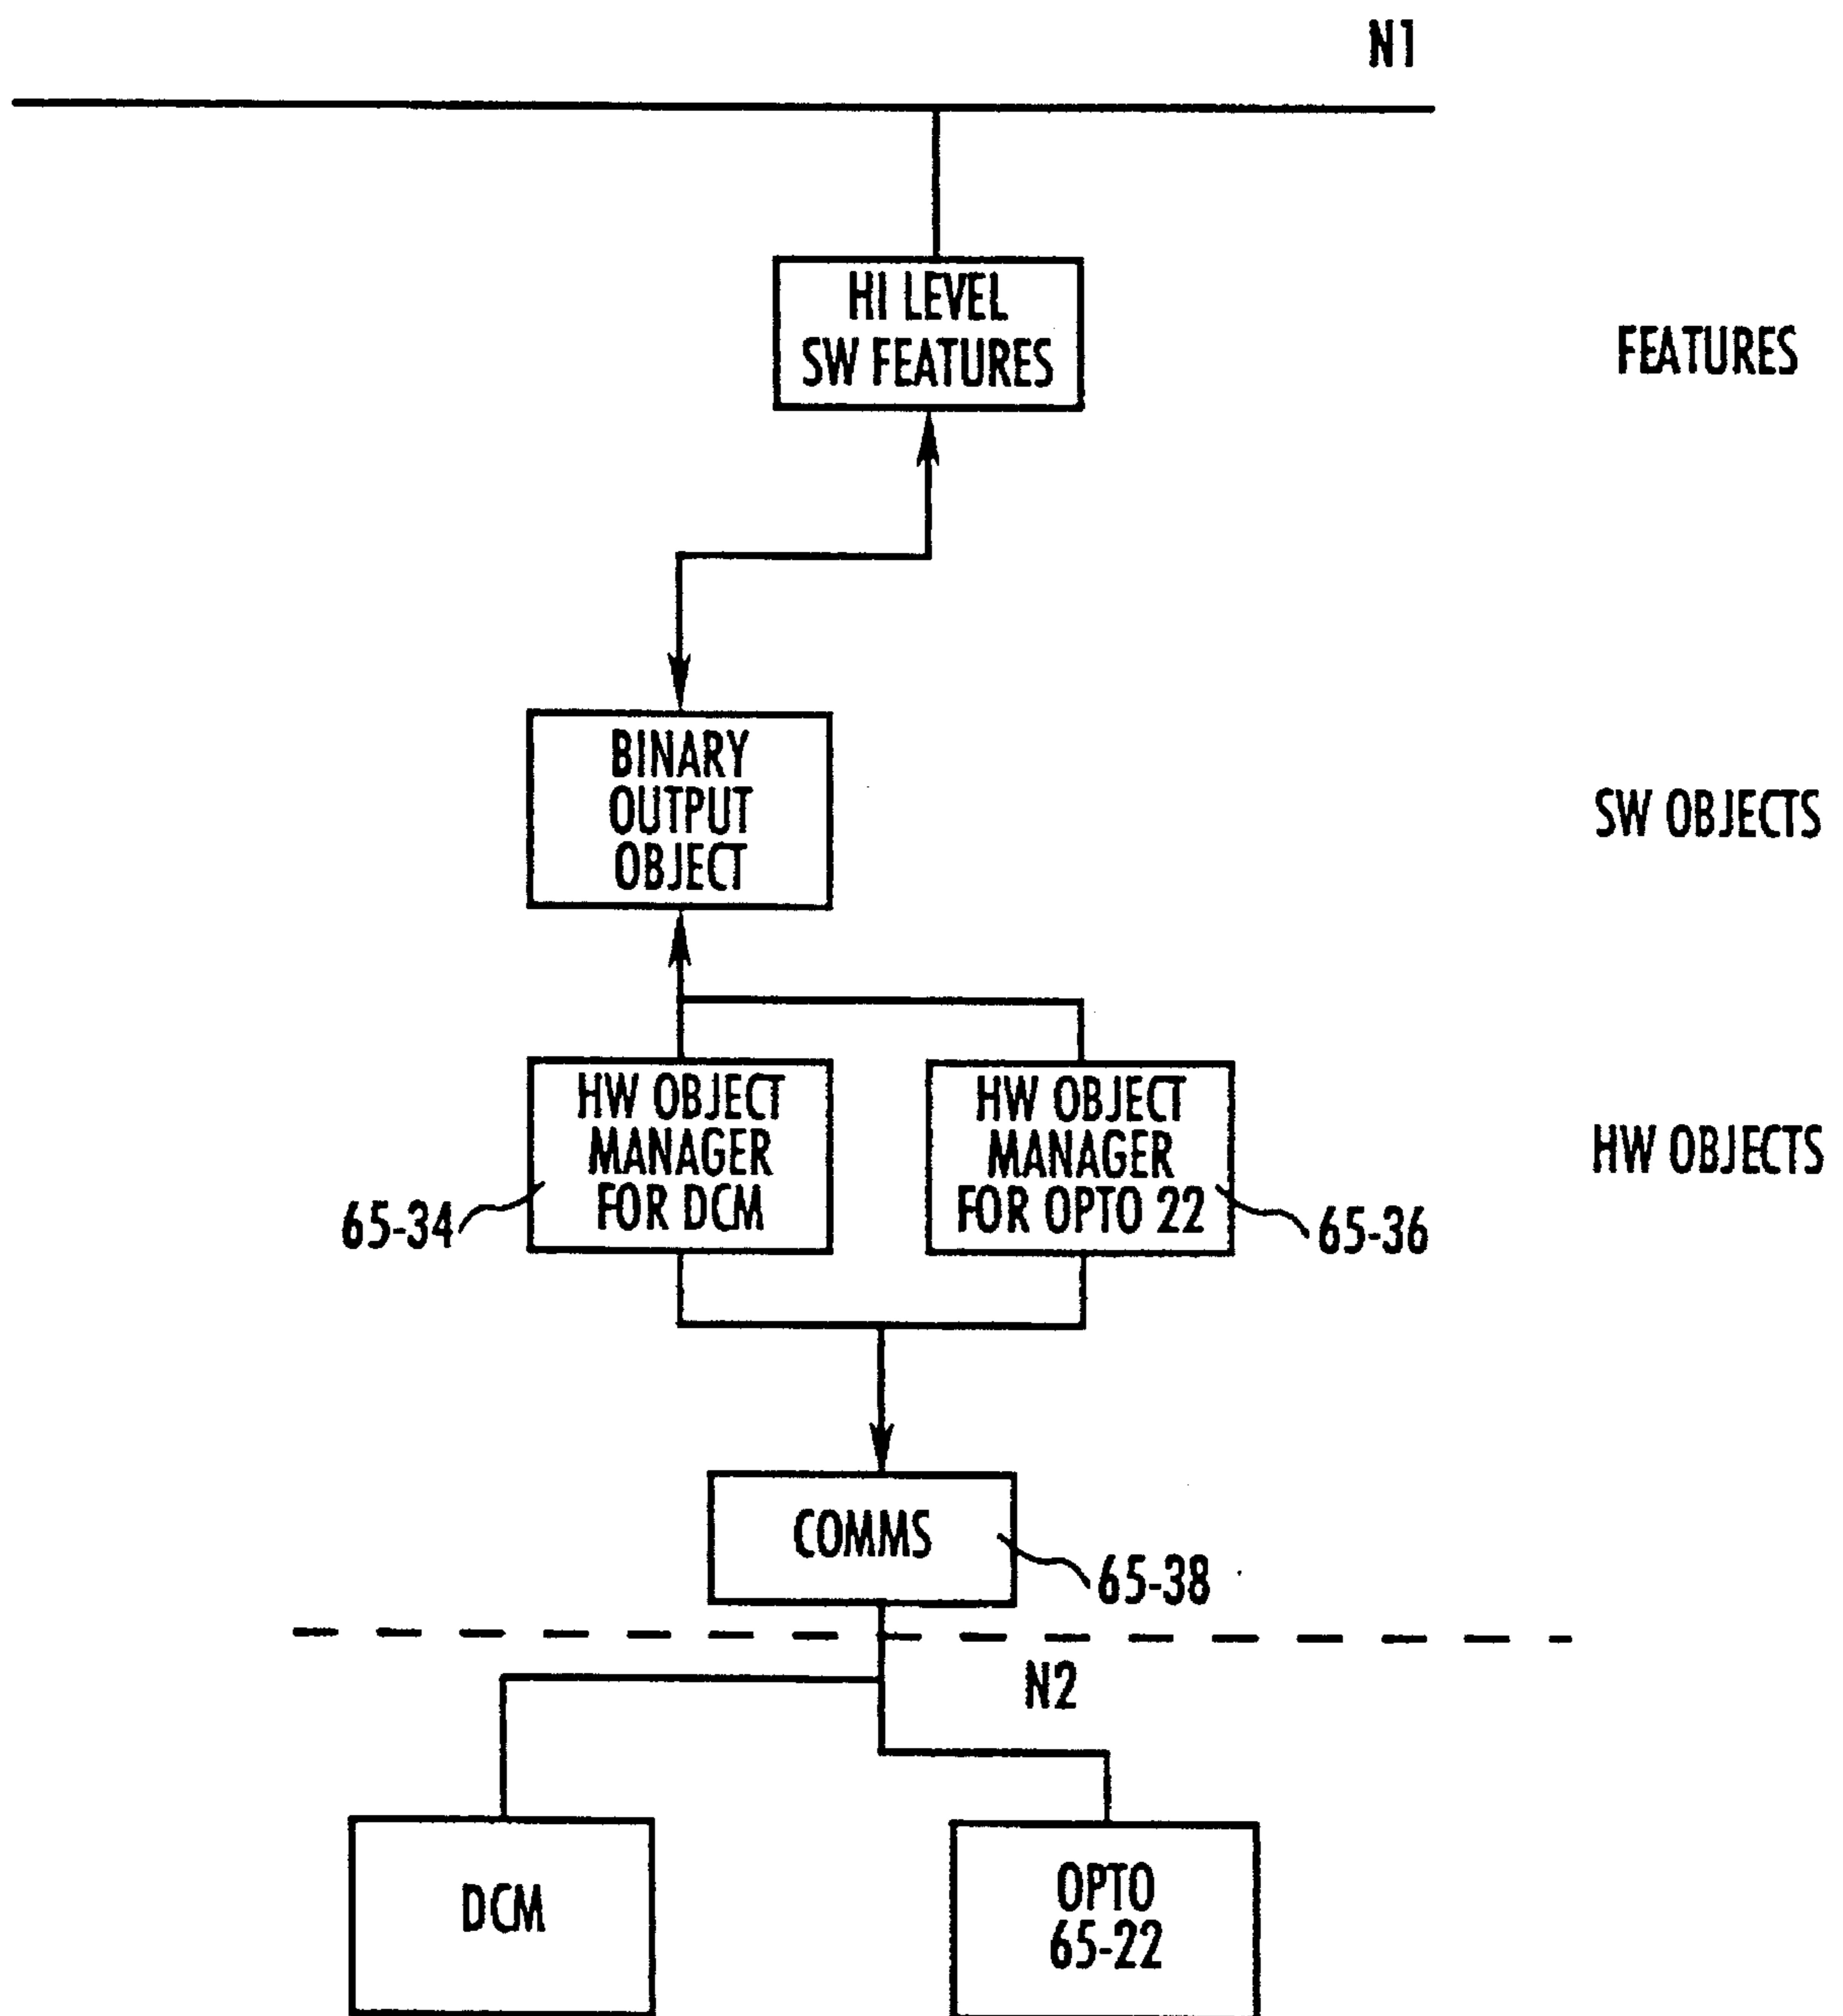 N1
HI LEVEL
SW FEATURES
FEATURES
BINARY
OUTPUT
OBJECT
SW OBJECTS
HW OBJECT
MANAGER
FOR DCM
65-34
HW OBJECT
MANAGER
FOR OPTO 22
65-36
HW OBJECTS
COMMS
65-38
N2
DCM
OPTO
65-22